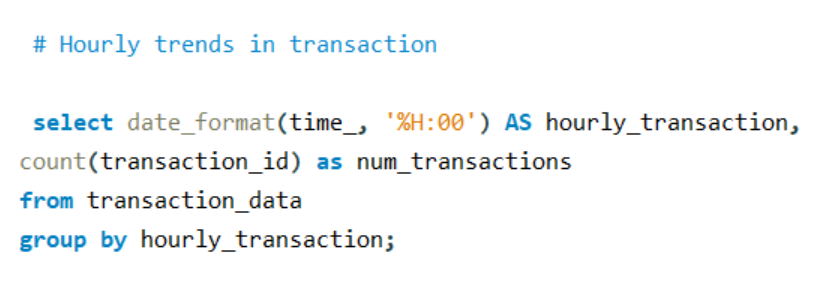 # Hourly trends in transaction
select date_format(time_, '%H:00') AS hourly_transaction,
count(transaction_id) as num_transactions
from transaction_data
group by hourly_transaction;